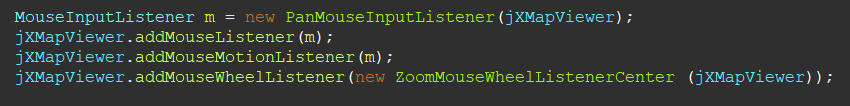 MouseInputListener m = new PanMouseInputListener(jXMapViewer);
jXMapViewer.addMouseListener(m);
jXMapViewer.addMouseMotionListener(m);
jXMapViewer.addMouseWheelListener(new ZoomMouseWheelListenerCenter (jXMapViewer));